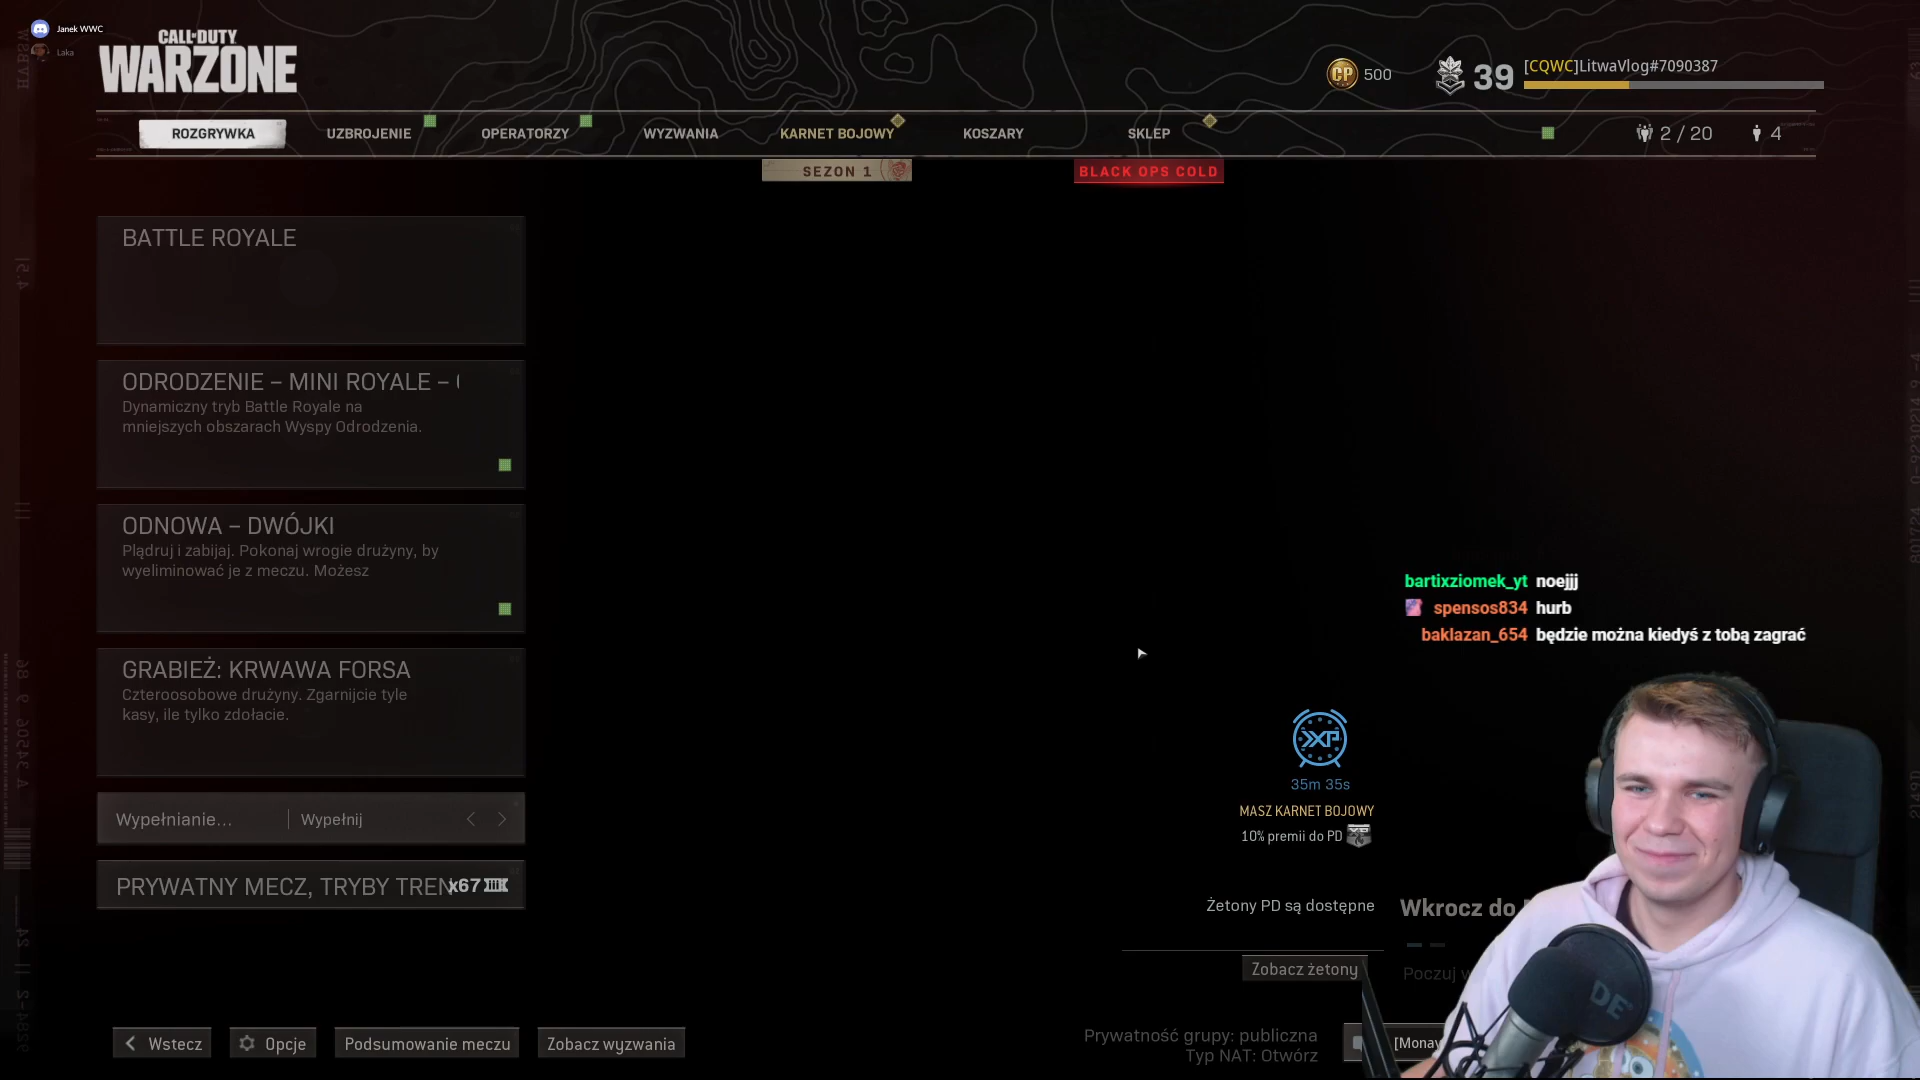 Janek WWC
Laka
CALL OF DUTY
WARZONE
CP 500
39
[CQWC]LitwaVlog#7090387
ROZGRYWKA
UZBROJENIE
OPERATORZY
WYZWANIA
KARNET BOJOWY
KOSZARY
SKLEP
2 / 20
4
SEZON 1
BLACK OPS COLD
BATTLE ROYALE
ODRODZENIE – MINI ROYALE –
Dynamiczny tryb Battle Royale na
mniejszych obszarach Wyspy Odrodzenia.
ODNOWA – DWÓJKI
Plądruj i zabijaj. Pokonaj wrogie drużyny, by
wyeliminować je z meczu. Możesz
GRABIEŻ: KRWAWA FORSA
Czteroosobowe drużyny. Zgarnijcie tyle
kasy, ile tylko zdołacie.
Wypełnianie...
Wypełnij
PRYWATNY MECZ, TRYBY TREN
x67
bartixziomek_yt noejjj
spensos834 hurb
baklazan_654 będzie można kiedyś z tobą zagrać
XP
35m 35s
MASZ KARNET BOJOWY
10% premii do PD
Żetony PD są dostępne
Zobacz żetony
Wkrocz do
Poczuj
Wstecz
Opcje
Podsumowanie meczu
Zobacz wyzwania
Prywatność grupy: publiczna
Typ NAT: Otwórz
[Monav